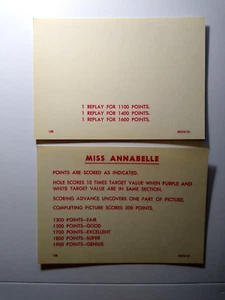 1 REPLAY FOR 1100 POINTS.
1 REPLAY FOR 1400 POINTS.
1 REPLAY FOR 1600 POINTS.
MISS ANNABELLE
POINTS ARE SCORED AS INDICATED.
HOLE SCORES 10 TIMES TARGET VALUE WHEN PURPLE AND
WHITE TARGET VALUE ARE IN SAME SECTION.
SCORING ADVANCE UNCOVERS ONE PART OF PICTURE.
COMPLETING PICTURE SCORES 200 POINTS.
1300 POINTS—FAIR
1500 POINTS—GOOD
1700 POINTS—EXCELLENT
1800 POINTS—SUPER
1900 POINTS—GENIUS